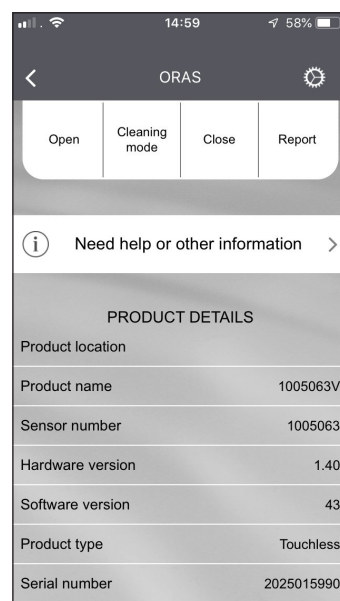 14:59
58%
ORAS
Open
Cleaning
mode
Close
Report
Need help or other information
PRODUCT DETAILS
Product location
Product name 1005063V
Sensor number 1005063
Hardware version 1.40
Software version 43
Product type Touchless
Serial number 2025015990